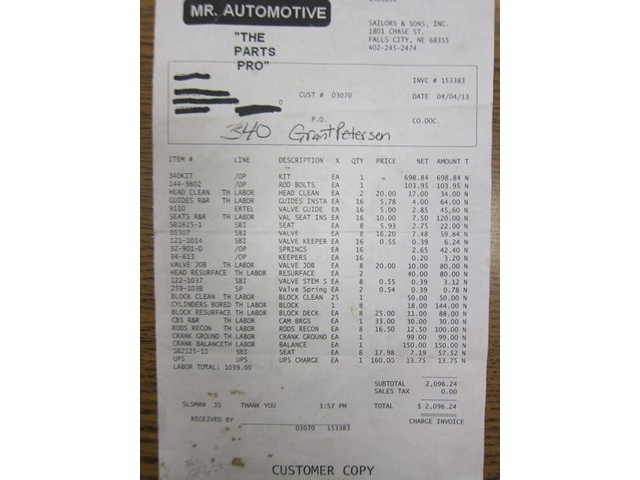 MR. AUTOMOTIVE
"THE
PARTS
PRO"
SAILORS & SONS, INC.
1801 CHASE ST.
FALLS CITY, NE 68355
402-245-2474
INVC # 153383
CUST # 03070 DATE 04/04/13
P.O. CO.DOC.
340 Grant Petersen
ITEM # LINE DESCRIPTION X QTY PRICE NET AMOUNT T
340KIT /OP KIT EA 1 698.84 698.84 N
244-3602 /OP ROD BOLTS EA 1 103.95 103.95 N
HEAD CLEAN TH LABOR HEAD CLEAN EA 2 20.00 17.00 34.00 N
GUIDES R&R TH LABOR GUIDES INSTA EA 16 5.78 4.00 64.00 N
9110 ERTEL VALVE GUIDE EA 16 5.00 2.85 45.60 N
SEATS R&R TH LABOR VAL SEAT INS EA 16 10.00 7.50 120.00 N
SB1625-1 SBI SEAT EA 8 5.93 2.75 22.00 N
01307 SBI VALVE EA 8 16.20 7.48 59.84 N
121-1014 SBI VALVE KEEPER EA 16 0.55 0.39 6.24 N
32-901-D /OP SPRINGS EA 16 2.65 42.40 N
34-613 /OP KEEPERS EA 16 0.20 3.20 N
VALVE JOB TH LABOR VALVE JOB EA 8 20.00 10.00 80.00 N
HEAD RESURFACE TH LABOR RESURFACE EA 2 40.00 80.00 N
122-1037 SBI VALVE STEM S EA 8 0.55 0.39 3.12 N
259-1038 SP Valve Spring EA 2 0.54 0.39 0.78 N
BLOCK CLEAN TH LABOR BLOCK CLEAN 25 1 50.00 50.00 N
CYLINDERS BORED TH LABOR BLOCK 1 8 18.00 144.00 N
BLOCK RESURFACE TH LABOR BLOCK DECK EA 8 25.00 11.00 88.00 N
CBS R&R TH LABOR CAM BRGS EA 1 33.00 30.00 30.00 N
RODS RECON TH LABOR RODS RECON EA 8 16.50 12.50 100.00 N
CRANK GROUND TH LABOR CRANK GROUND EA 1 99.00 99.00 N
CRANK BALANCETH LABOR BALANCE EA 1 150.00 150.00 N
SB2125-11 SBI SEAT EA 8 17.98 7.19 57.52 N
UPS UPS UPS CHARGE EA 1 160.00 13.75 13.75 N
LABOR TOTAL: 1039.00
SUBTOTAL 2,096.24
SALES TAX 0.00
SLSMAN JS THANK YOU 3:57 PM TOTAL $ 2,096.24
RECEIVED BY CHARGE INVOICE
03070 153383
CUSTOMER COPY